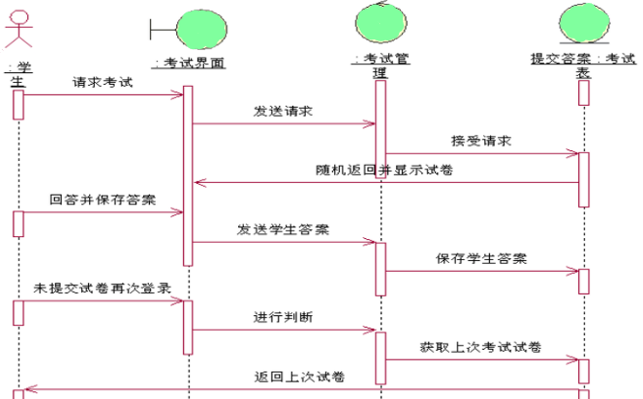 : 学
生
: 考试界面
: 考试管
理
提交答案 : 考试
表
请求考试
发送请求
接受请求
随机返回并显示试卷
回答并保存答案
发送学生答案
保存学生答案
未提交试卷再次登录
进行判断
获取上次考试试卷
返回上次试卷